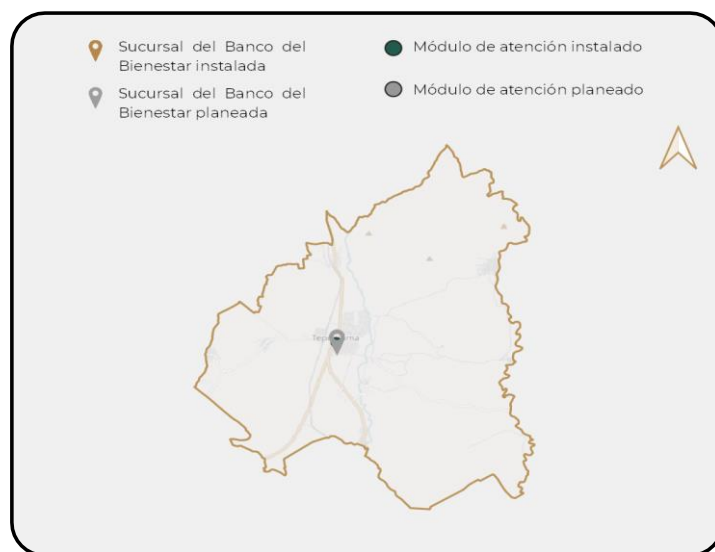 Sucursal del Banco del
Bienestar instalada
Módulo de atención instalado
Sucursal del Banco del
Bienestar planeada
Módulo de atención planeado